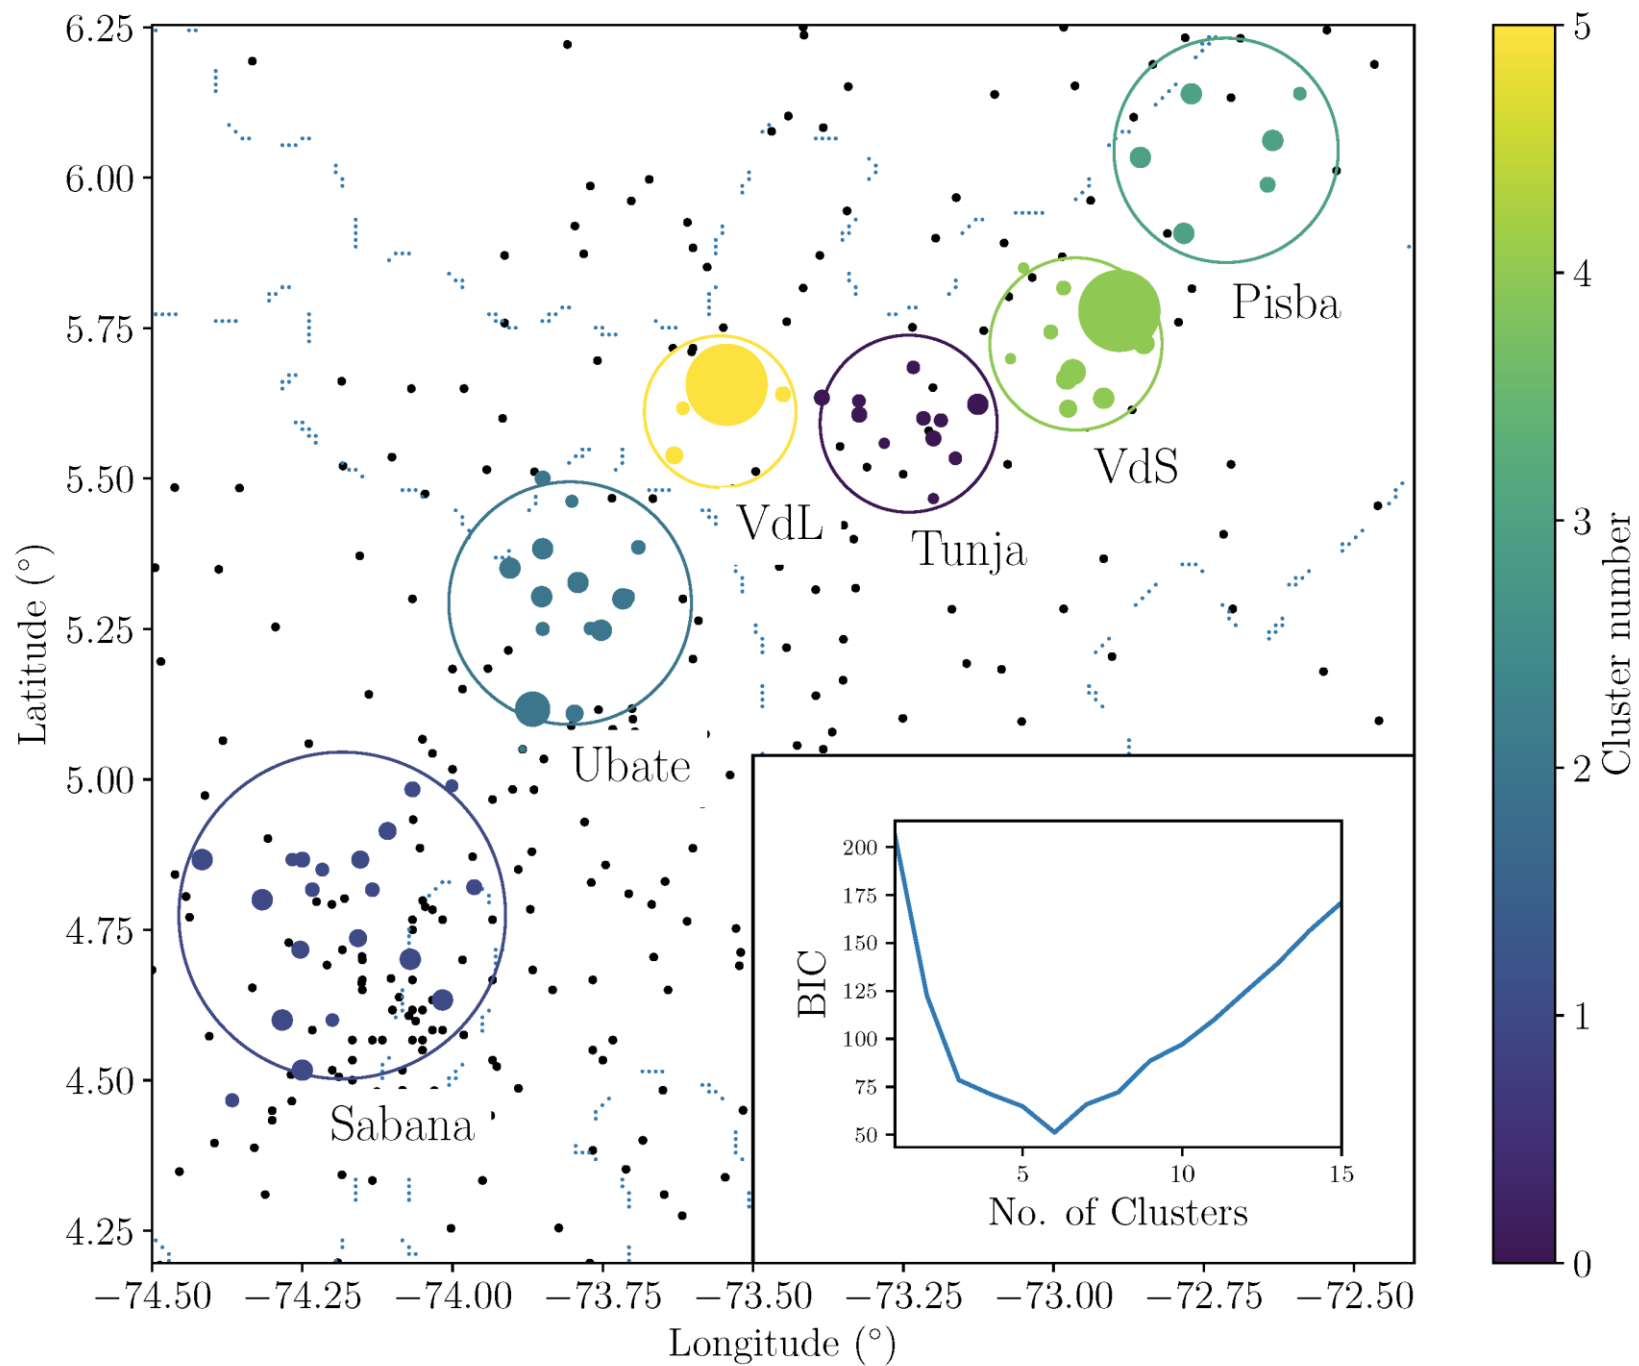 6.25
6.00
5.75
5.50
5.25
5.00
4.75
4.50
4.25
Latitude (°)
−74.50 −74.25 −74.00 −73.75 −73.50 −73.25 −73.00 −72.75 −72.50
Longitude (°)
Pisba
VdS
VdL
Tunja
Ubate
Sabana
200
175
150
125
100
75
50
BIC
5 10 15
No. of Clusters
5
4
3
2
1
0
Cluster number